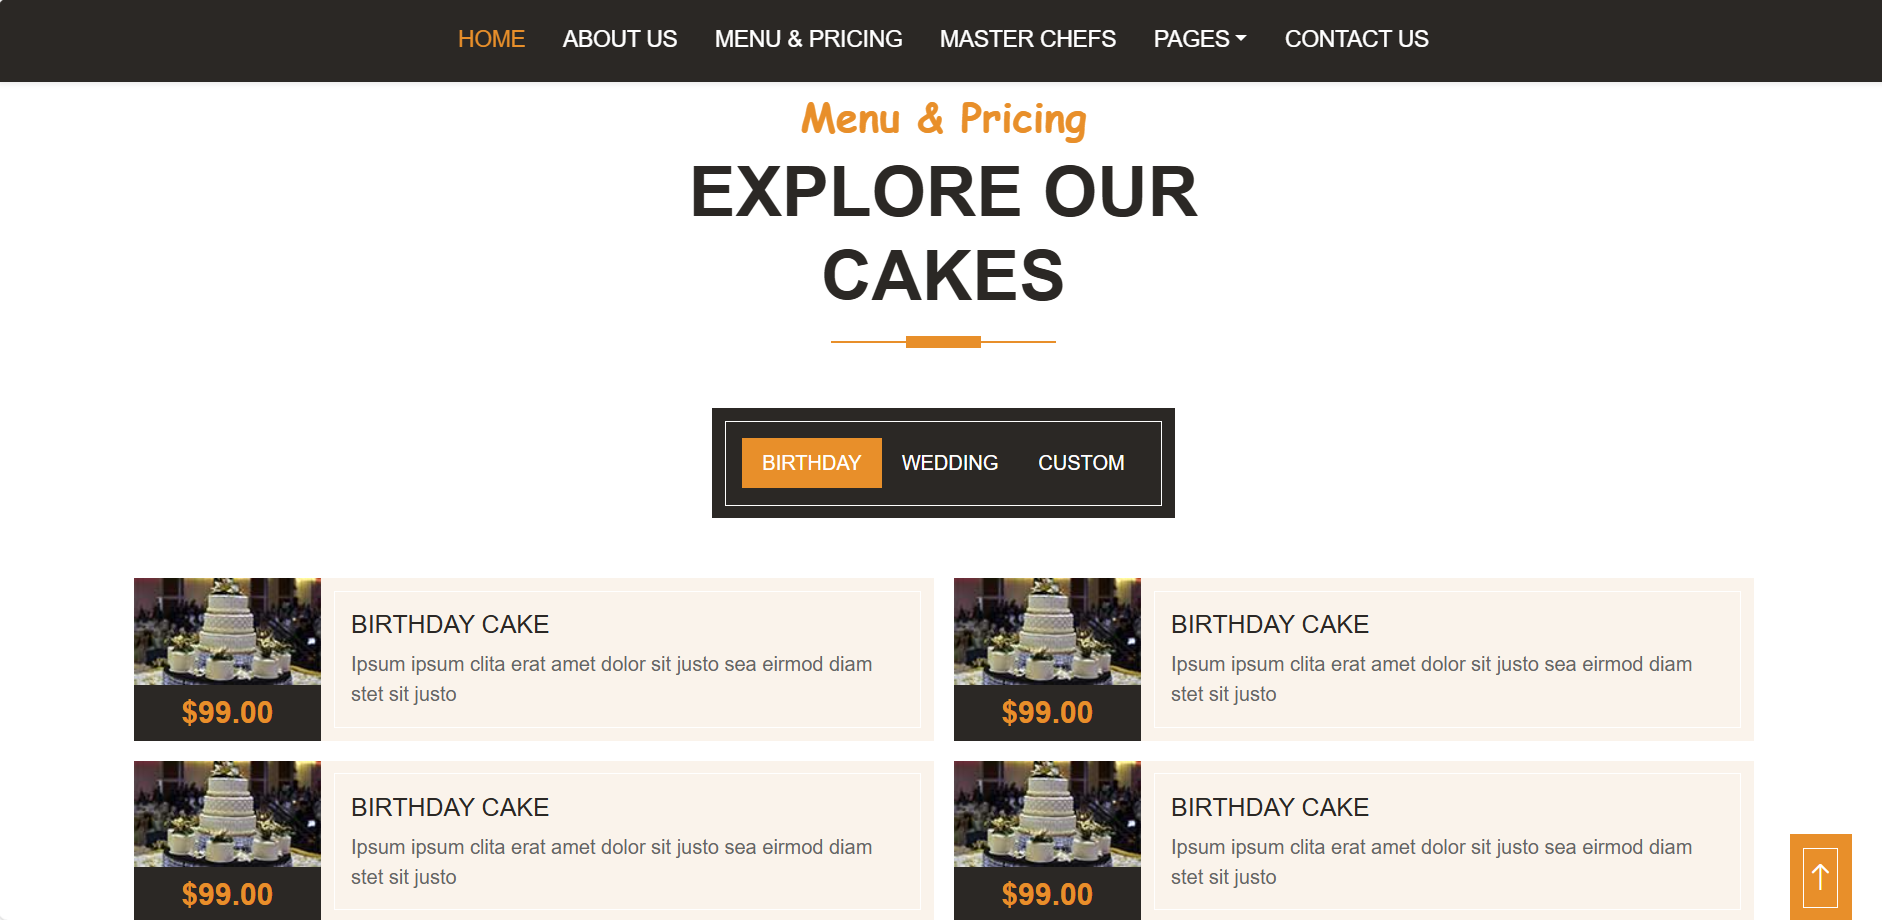 HOME ABOUT US MENU & PRICING MASTER CHEFS PAGES CONTACT US
Menu & Pricing
EXPLORE OUR
CAKES
BIRTHDAY WEDDING CUSTOM
BIRTHDAY CAKE
Ipsum ipsum clita erat amet dolor sit justo sea eirmod diam
stet sit justo
$99.00
BIRTHDAY CAKE
Ipsum ipsum clita erat amet dolor sit justo sea eirmod diam
stet sit justo
$99.00
BIRTHDAY CAKE
Ipsum ipsum clita erat amet dolor sit justo sea eirmod diam
stet sit justo
$99.00
BIRTHDAY CAKE
Ipsum ipsum clita erat amet dolor sit justo sea eirmod diam
stet sit justo
$99.00